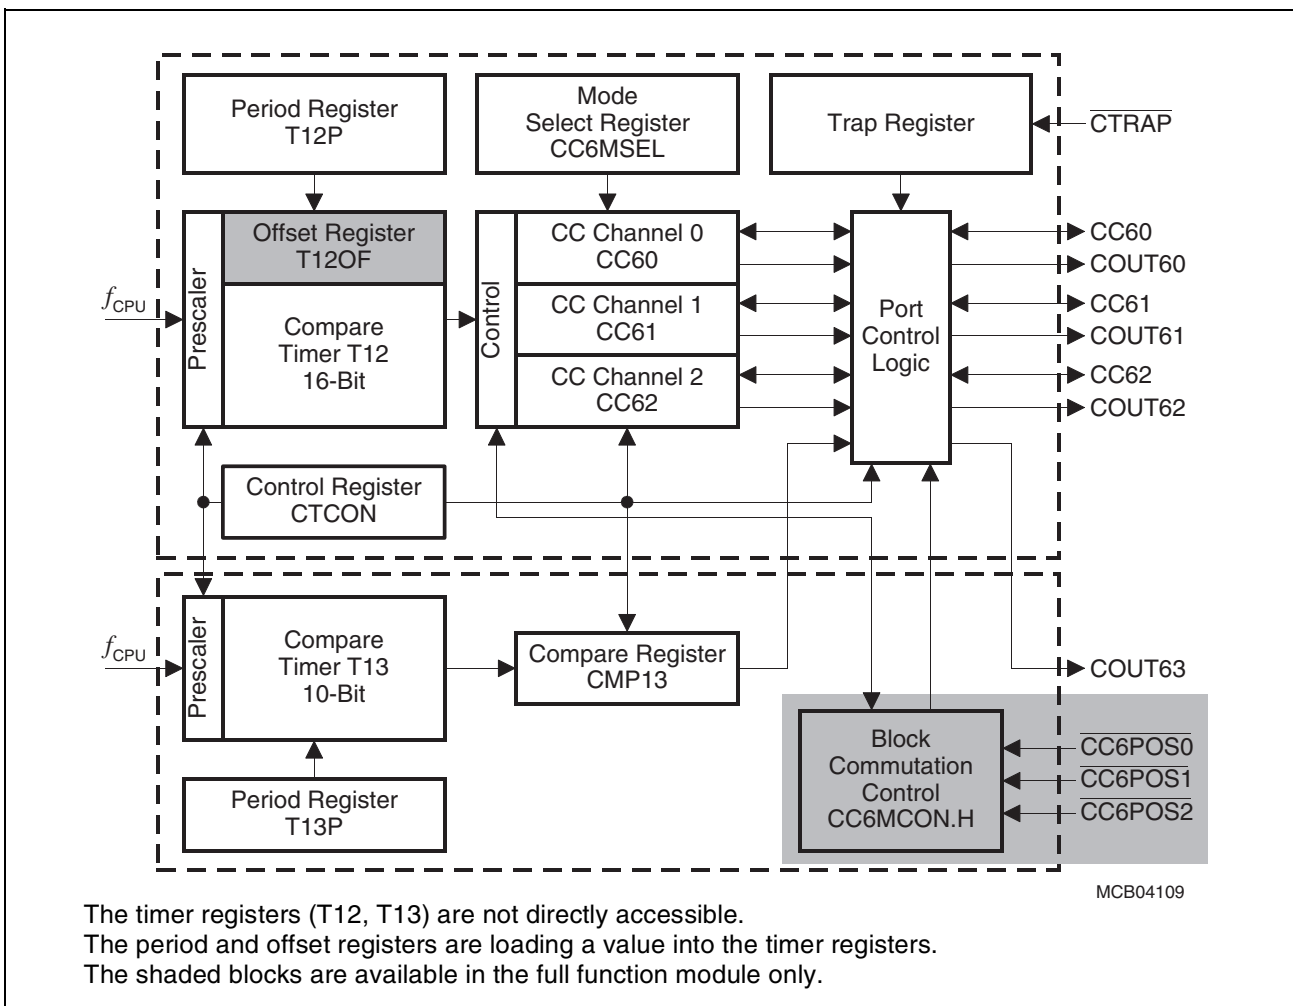 Period Register
T12P
Mode
Select Register
CC6MSEL
Trap Register
CTRAP
Prescaler
Offset Register
T12OF
Compare
Timer T12
16-Bit
fCPU
Control
CC Channel 0
CC60
CC Channel 1
CC61
CC Channel 2
CC62
Port
Control
Logic
CC60
COUT60
CC61
COUT61
CC62
COUT62
Control Register
CTCON
fCPU
Prescaler
Compare
Timer T13
10-Bit
Compare Register
CMP13
COUT63
Period Register
T13P
Block
Commutation
Control
CC6MCON.H
CC6POS0
CC6POS1
CC6POS2
MCB04109
The timer registers (T12, T13) are not directly accessible.
The period and offset registers are loading a value into the timer registers.
The shaded blocks are available in the full function module only.